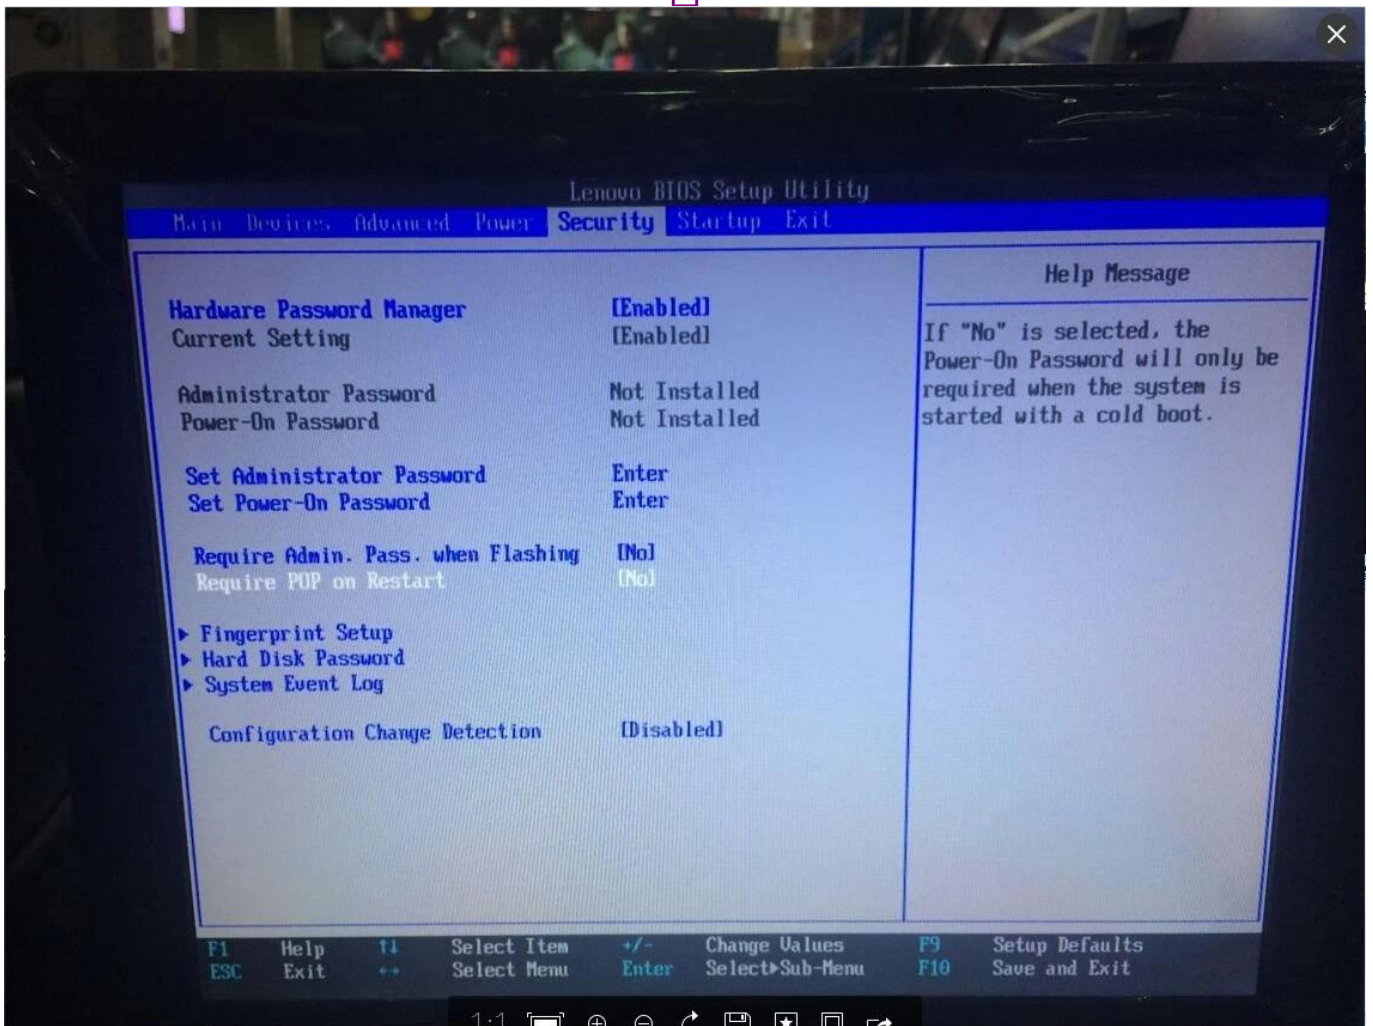 Lenovo BIOS Setup Utility
Main Devices Advanced Power Security Startup Exit
Help Message
Hardware Password Manager [Enabled]
Current Setting [Enabled]
Administrator Password Not Installed
Power-On Password Not Installed
Set Administrator Password Enter
Set Power-On Password Enter
Require Admin. Pass. when Flashing [No]
Require POP on Restart [No]
Fingerprint Setup
Hard Disk Password
System Event Log
Configuration Change Detection [Disabled]
If "No" is selected, the
Power-On Password will only be
required when the system is
started with a cold boot.
F1 Help ↑↓ Select Item +/- Change Values F9 Setup Defaults
ESC Exit ↔ Select Menu Enter Select▶Sub-Menu F10 Save and Exit
1:1